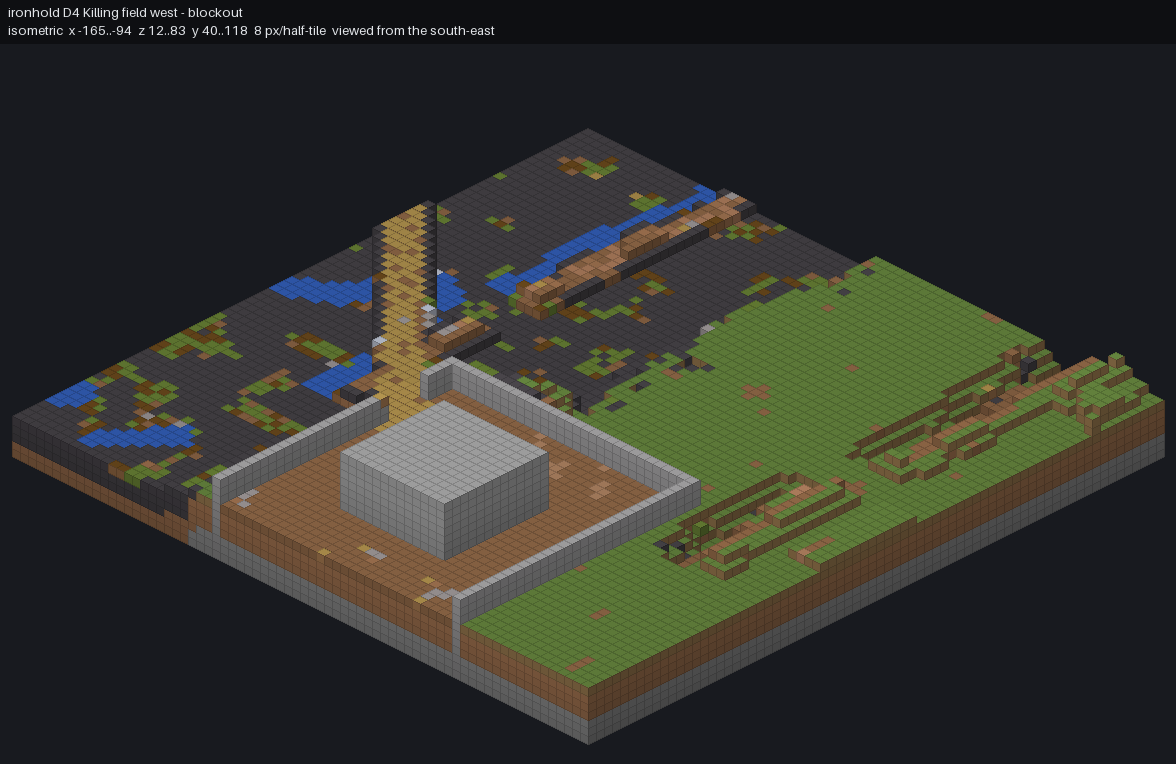 ironhold D4 Killing field west - blockout
isometric x -165..-94 z 12..83 y 40..118 8 px/half-tile viewed from the south-east